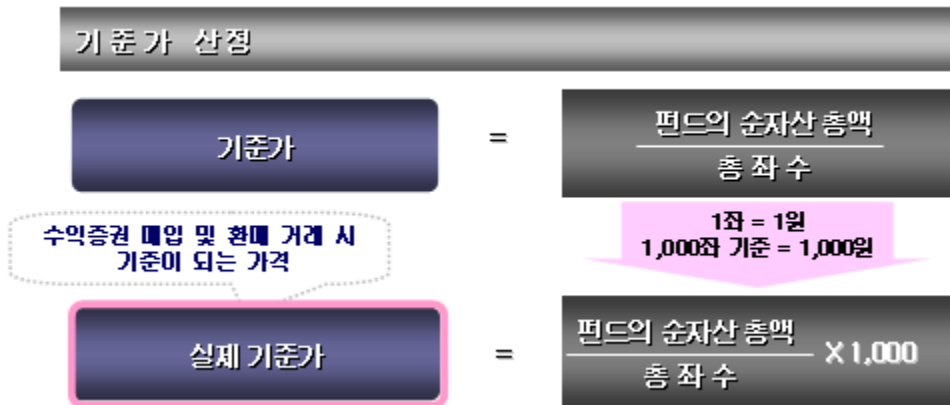 기준가 산정
기준가
=
펀드의 순자산 총액
총 좌 수
수익증권 매입 및 환매 거래 시
기준이 되는 가격
1좌 = 1원
1,000좌 기준 = 1,000원
실제 기준가
=
펀드의 순자산 총액
총 좌 수
X 1,000